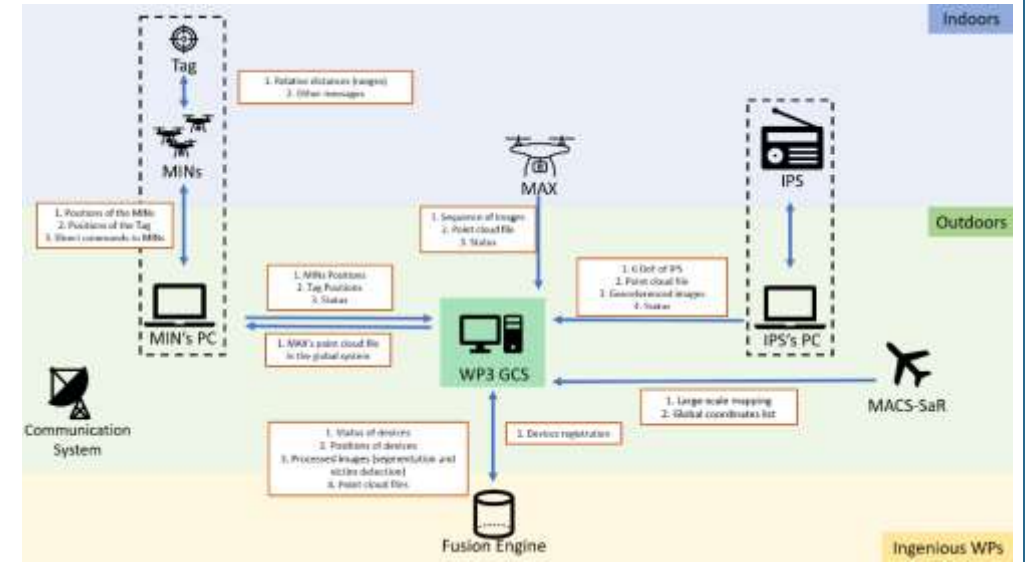 Indoors
Tag
1. Relative distances (ranges)
2. Other messages
MINs
MAX
IPS
1. Positions of the MINs
2. Positions of the Tag
3. Direct commands to MINs
1. Sequence of Images
2. Point cloud file
3. Status
Outdoors
1. MINs Positions
2. Tag Positions
3. Status
1. 6 DoF of IPS
2. Point cloud file
3. Georeferenced images
4. Status
MIN's PC
1. MAX's point cloud file
in the global system
WP3 GCS
IPS's PC
MACS-SaR
1. Large-scale mapping
2. Global coordinates list
Communication
System
1. Status of devices
2. Positions of devices
3. Processed images (segmentation and
victim detection)
4. Point cloud files
1. Devices registration
Fusion Engine
Ingenious WPs